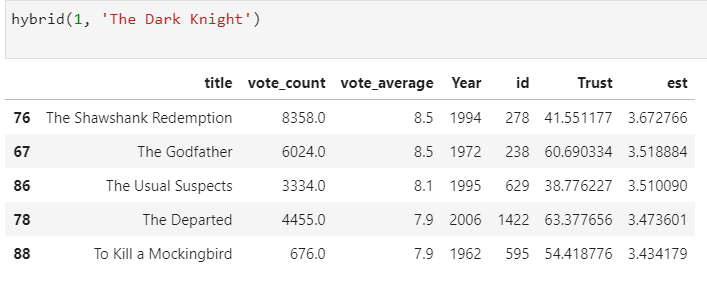 hybrid(1, 'The Dark Knight')
title vote_count vote_average Year id Trust est
76 The Shawshank Redemption 8358.0 8.5 1994 278 41.551177 3.672766
67 The Godfather 6024.0 8.5 1972 238 60.690334 3.518884
86 The Usual Suspects 3334.0 8.1 1995 629 38.776227 3.510090
78 The Departed 4455.0 7.9 2006 1422 63.377656 3.473601
88 To Kill a Mockingbird 676.0 7.9 1962 595 54.418776 3.434179